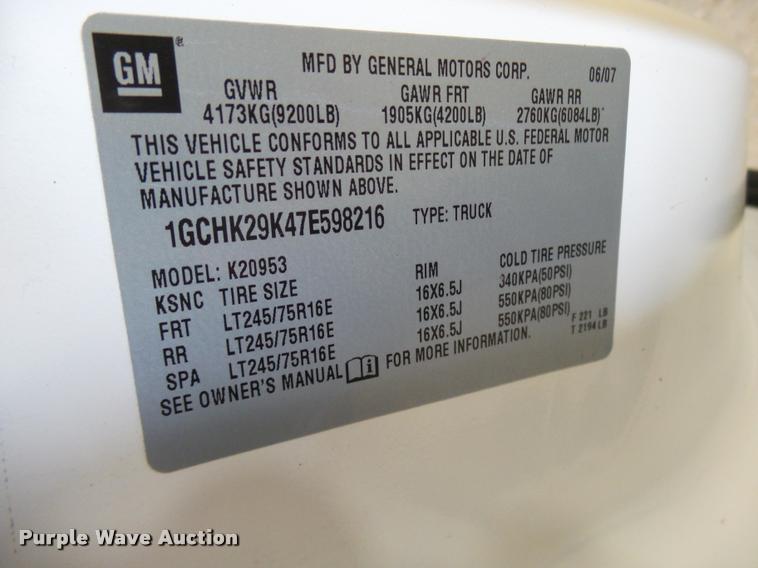 GM®
MFD BY GENERAL MOTORS CORP. 06/07
GVWR GAWR FRT GAWR RR
4173KG(9200LB) 1905KG(4200LB) 2760KG(6084LB)*
THIS VEHICLE CONFORMS TO ALL APPLICABLE U.S. FEDERAL MOTOR
VEHICLE SAFETY STANDARDS IN EFFECT ON THE DATE OF
MANUFACTURE SHOWN ABOVE.
1GCHK29K47E598216 TYPE: TRUCK
MODEL: K20953
KSNC TIRE SIZE RIM COLD TIRE PRESSURE
FRT LT245/75R16E 16X6.5J 340KPA(50PSI)
RR LT245/75R16E 16X6.5J 550KPA(80PSI)
SPA LT245/75R16E 16X6.5J 550KPA(80PSI) F 221 LB
T 2194 LB
SEE OWNER'S MANUAL i FOR MORE INFORMATION.
Purple Wave Auction